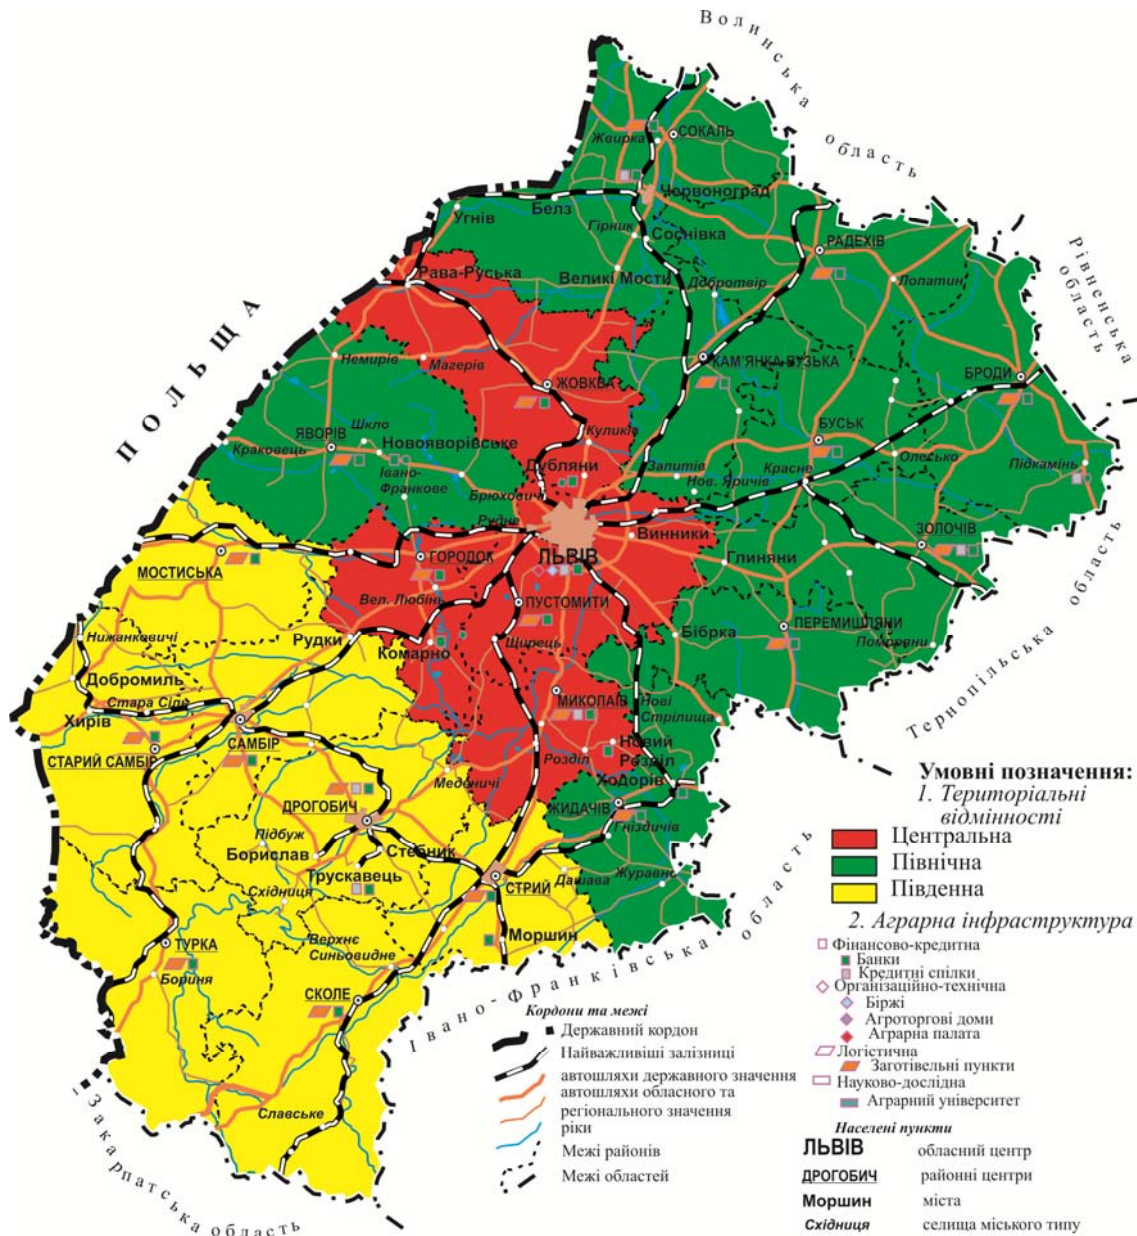 Волинська область
Рівненська область
ПОЛЬЩА
Жвирка
СОКАЛЬ
Червоноград
Угнів
Белз
Гірник
Соснівка
РАДЕХІВ
Рава-Руська
Великі Мости
Добротвір
Лопатин
Немирів
Магерів
КАМ'ЯНКА-БУЗЬКА
ЖОВКВА
БРОДИ
Шкло
ЯВОРІВ
Новояворівське
Куликів
БУСЬК
Краковець
Івано-
Франкове
Дубляни
Запитів
Красне
Олесько
Підкамінь
Брюховичі
Нов. Яричів
Рудне
Винники
ЗОЛОЧІВ
ЛЬВІВ
ГОРОДОК
Глиняни
МОСТИСЬКА
Вел. Любінь
ПУСТОМИТИ
Нижанковичі
Рудки
Щирець
Бібрка
ПЕРЕМИШЛЯНИ
Комарно
Поморяни
Добромиль
Стара Сіль
МИКОЛАЇВ
Нові
Стрілища
Хирів
САМБІР
Новий
Розділ
СТАРИЙ САМБІР
Розділ
Тернопільська область
Меденичі
Ходорів
ДРОГОБИЧ
ЖИДАЧІВ
Гніздичів
Підбуж
Борислав
Стебник
Трускавець
СТРИЙ
Дашава
Журавно
Східниця
Моршин
ТУРКА
Верхнє
Синьовидне
Бориня
СКОЛЕ
Славське
Івано-Франківська область
Закарпатська область
Умовні позначення:
1. Територіальні
відмінності
Центральна
Північна
Південна
2. Аграрна інфраструктура
Фінансово-кредитна
Банки
Кредитні спілки
Організаційно-технічна
Біржі
Агроторгові доми
Аграрна палата
Логістична
Заготівельні пункти
Науково-дослідна
Аграрний університет
Кордони та межі
Державний кордон
Найважливіші залізниці
автошляхи державного значення
автошляхи обласного та
регіонального значення
ріки
Межі районів
Межі областей
Населені пункти
ЛЬВІВ обласний центр
ДРОГОБИЧ районні центри
Моршин міста
Східниця селища міського типу